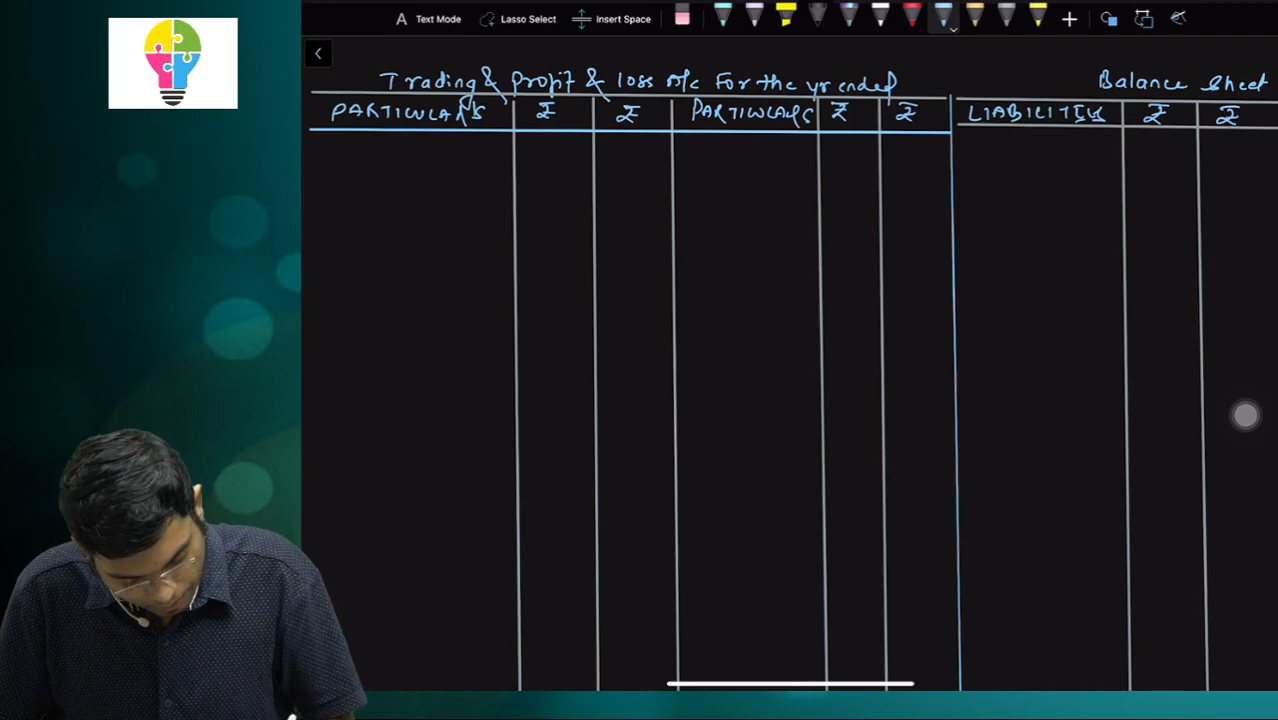 Text Mode Lasso Select Insert Space
Trading & Profit & loss A/c For the yr ended
Balance Sheet
PARTICULARS ₹ ₹ PARTICULARS ₹ ₹ LIABILITIES ₹ ₹